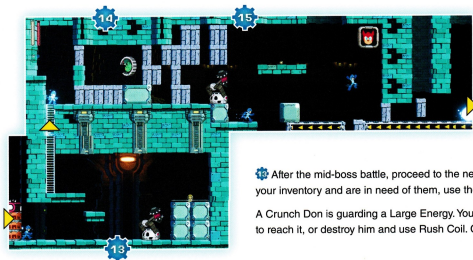 14
15
13
13 After the mid-boss battle, proceed to the ne
your inventory and are in need of them, use th
A Crunch Don is guarding a Large Energy. You
to reach it, or destroy him and use Rush Coil. C